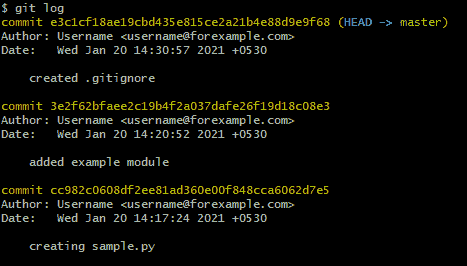 $ git log
commit e3c1cf18ae19cbd435e815ce2a21b4e88d9e9f68 (HEAD -> master)
Author: Username <username@forexample.com>
Date:   Wed Jan 20 14:30:57 2021 +0530
created .gitignore
commit 3e2f62bfaee2c19b4f2a037dafe26f19d18c08e3
Author: Username <username@forexample.com>
Date:   Wed Jan 20 14:20:52 2021 +0530
added example module
commit cc982c0608df2ee81ad360e00f848cca6062d7e5
Author: Username <username@forexample.com>
Date:   Wed Jan 20 14:17:24 2021 +0530
creating sample.py